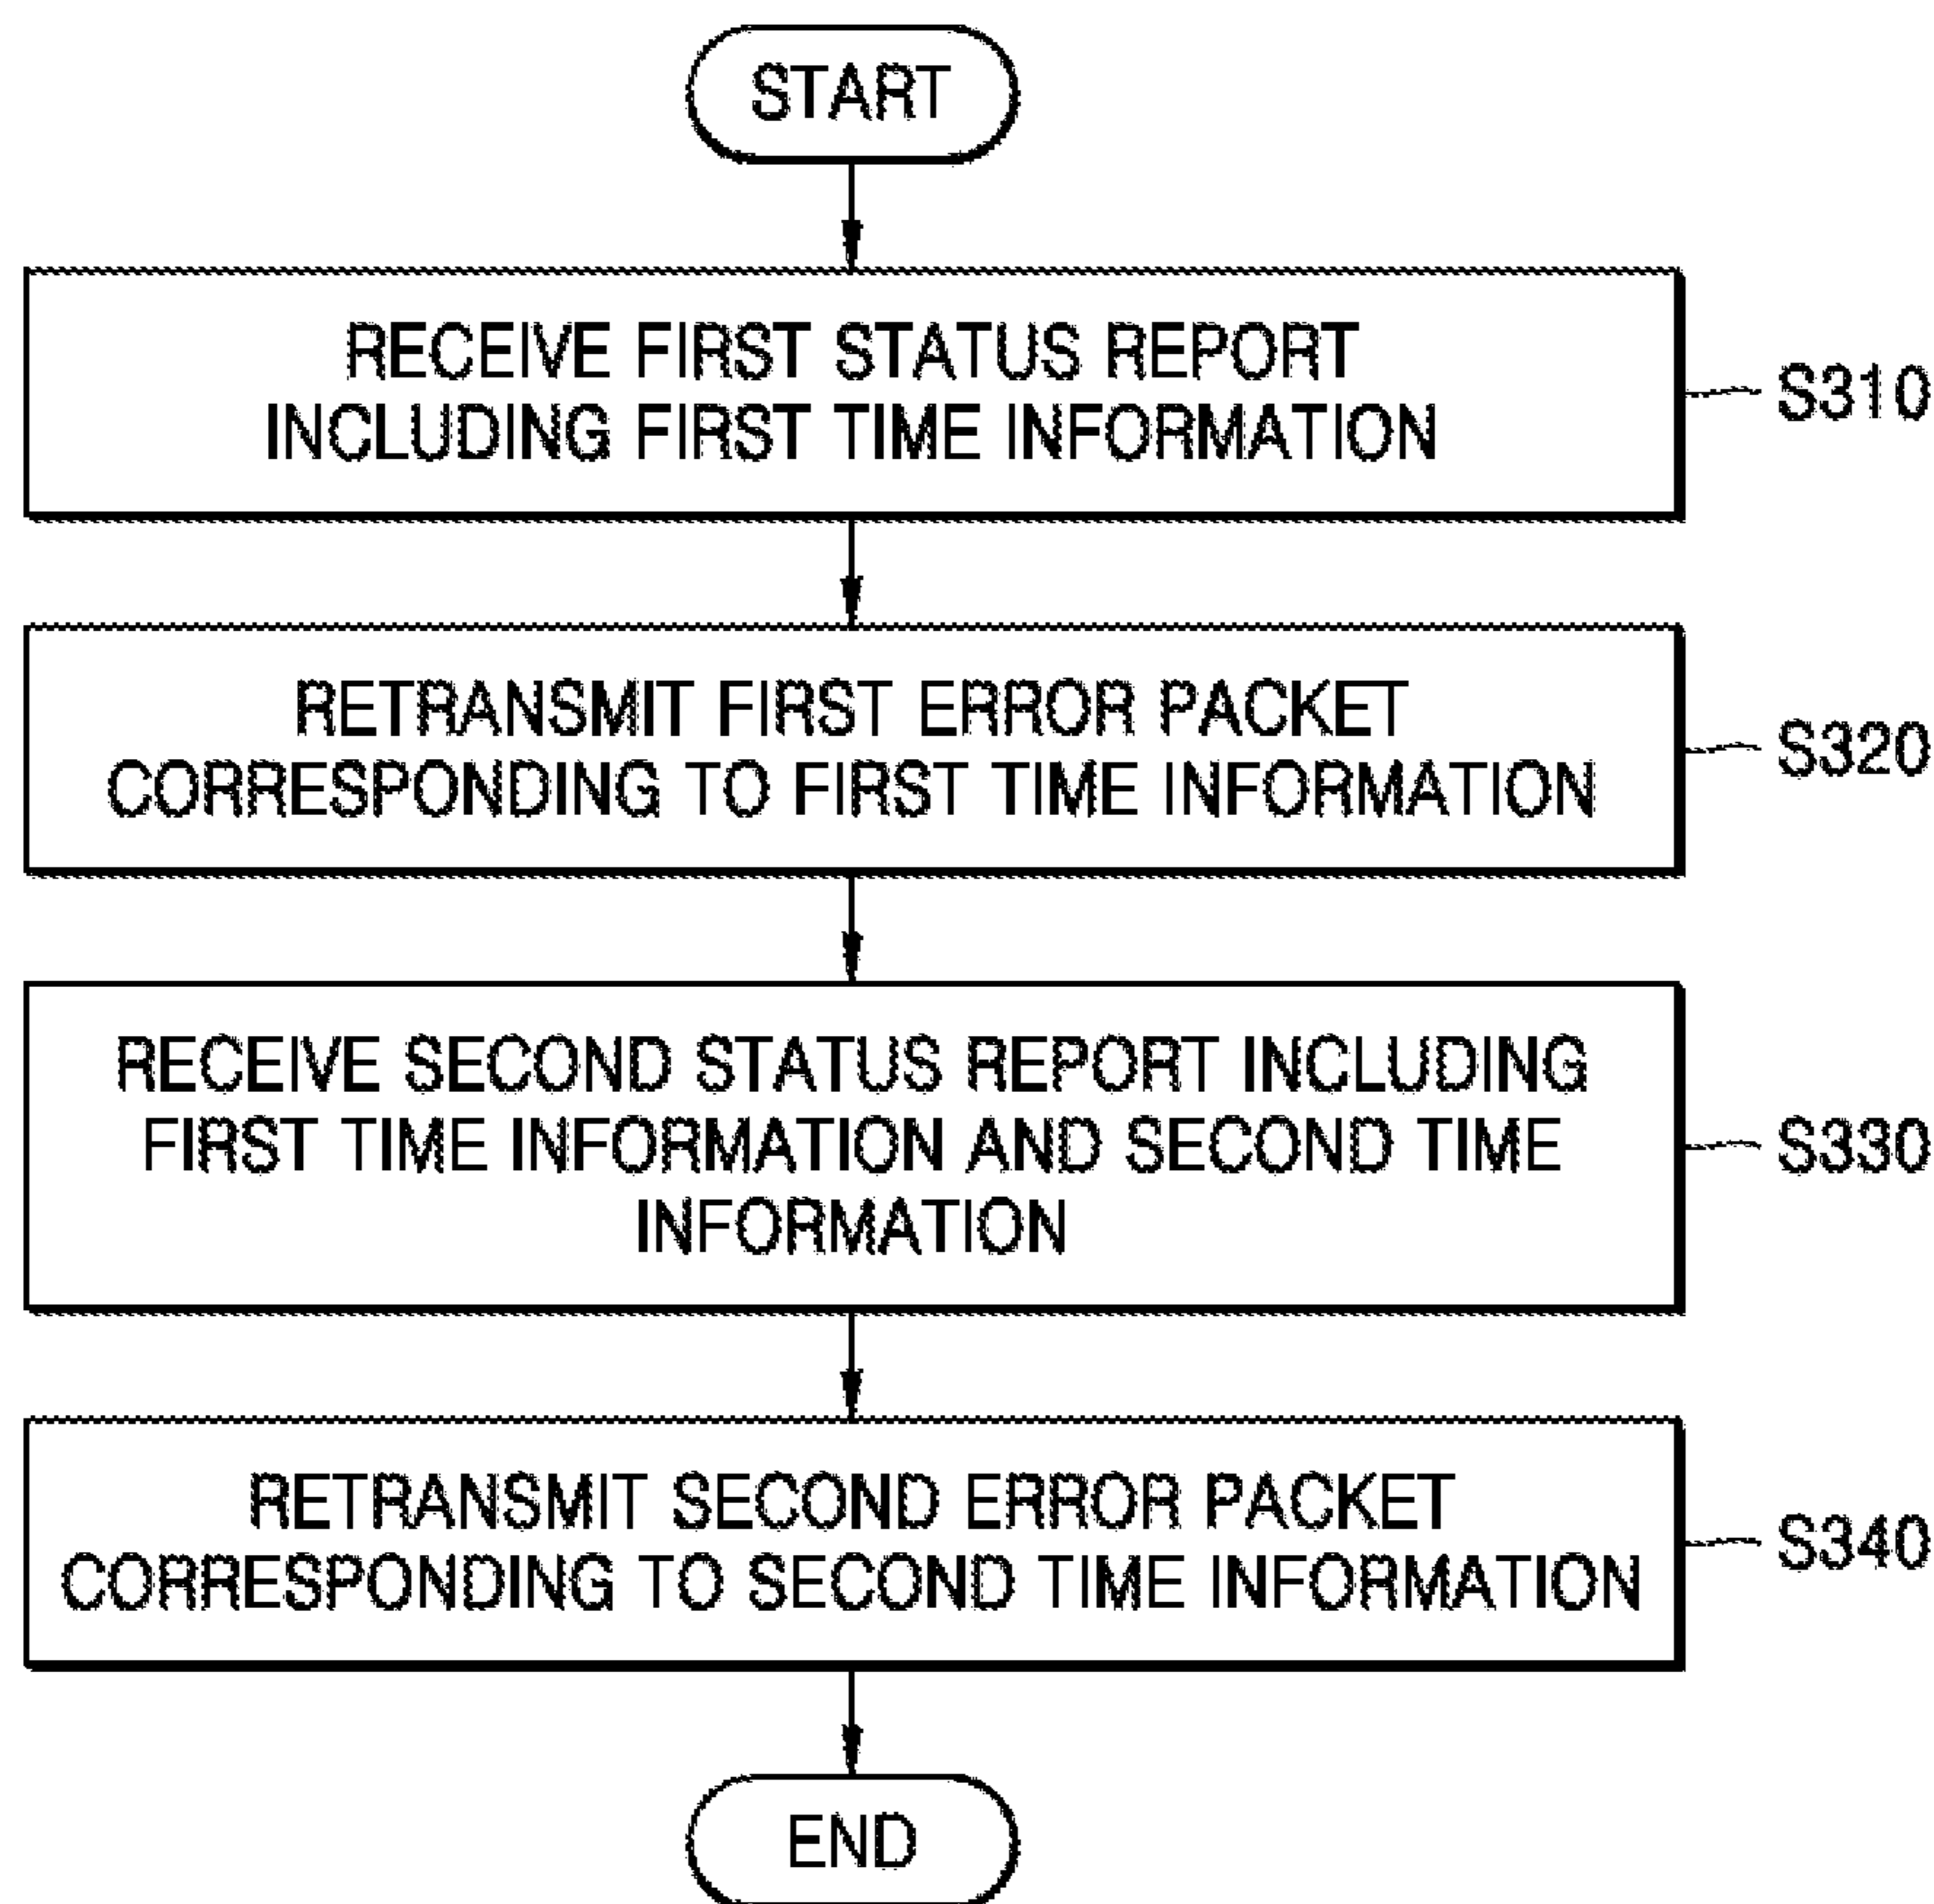 START
RECEIVE FIRST STATUS REPORT
INCLUDING FIRST TIME INFORMATION
S310
RETRANSMIT FIRST ERROR PACKET
CORRESPONDING TO FIRST TIME INFORMATION
S320
RECEIVE SECOND STATUS REPORT INCLUDING
FIRST TIME INFORMATION AND SECOND TIME
INFORMATION
S330
RETRANSMIT SECOND ERROR PACKET
CORRESPONDING TO SECOND TIME INFORMATION
S340
END